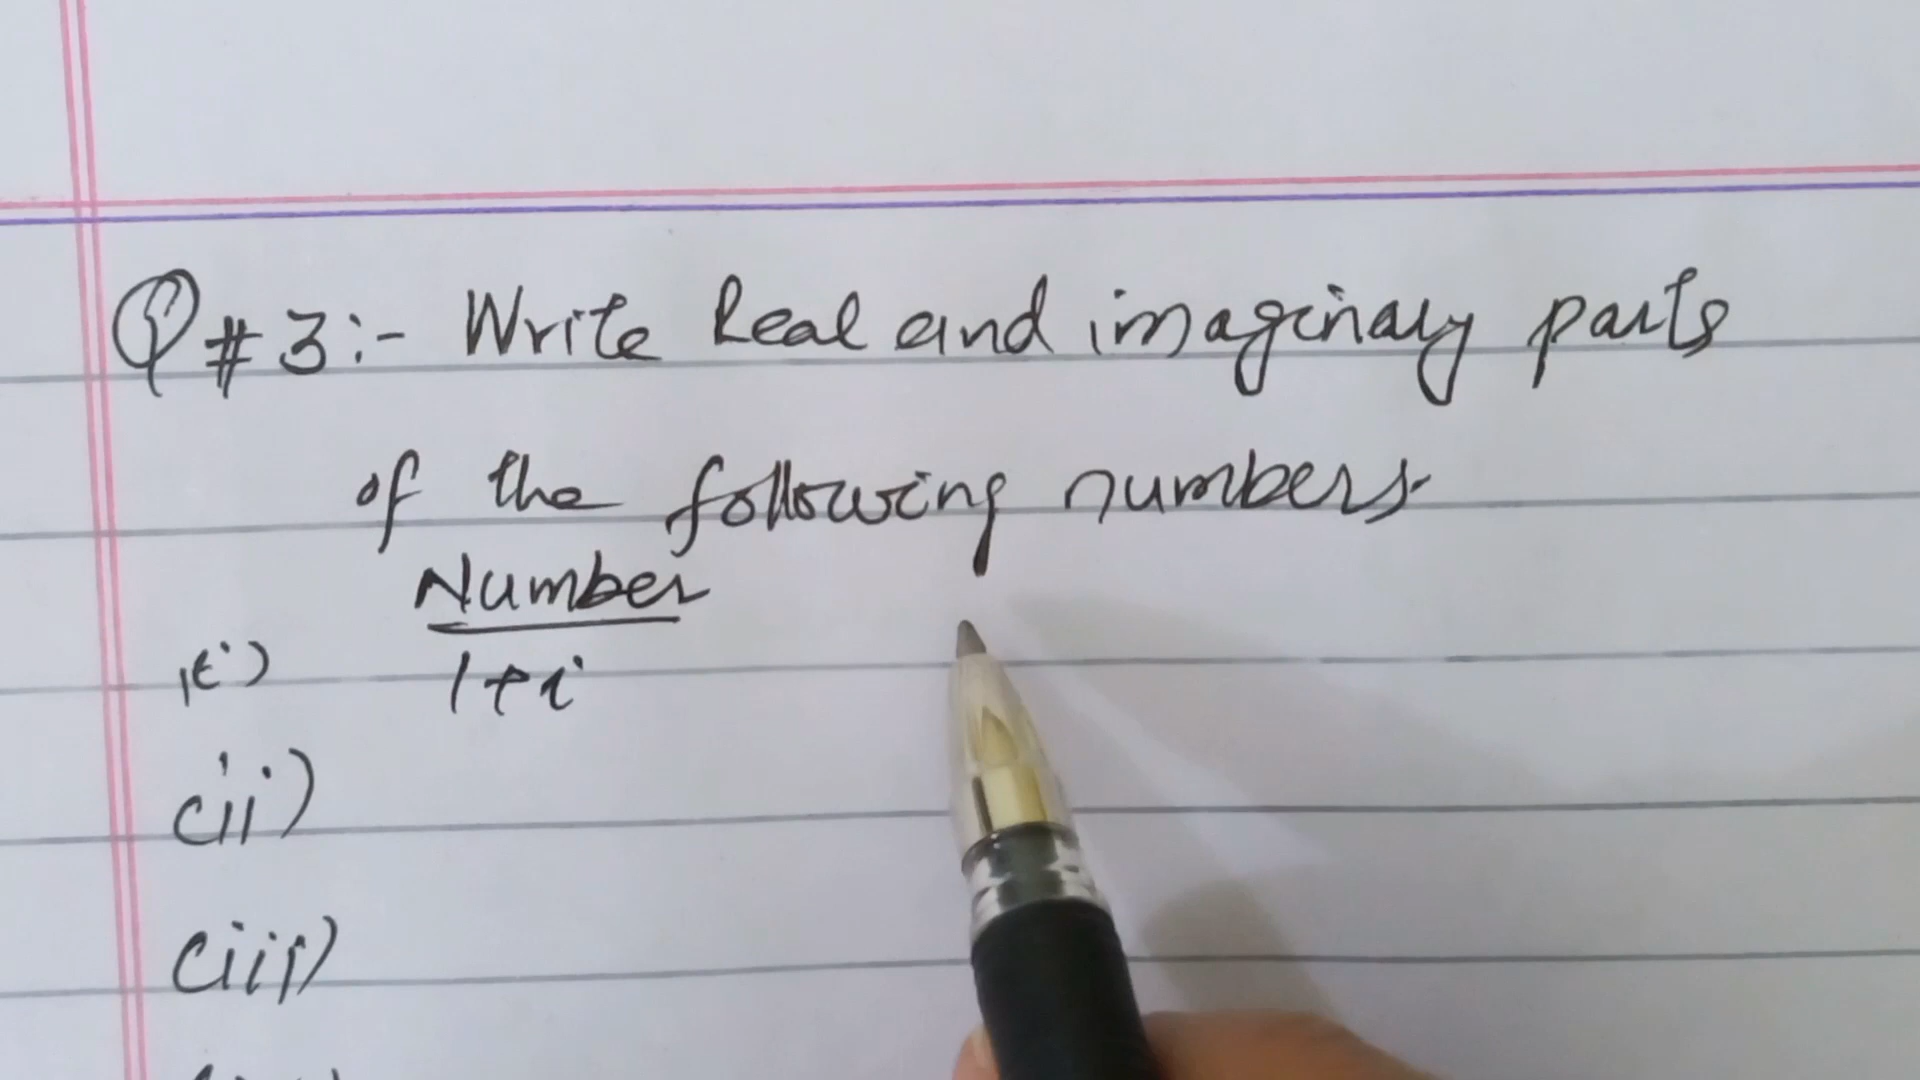 Q#3:- Write Real and imaginary parts
of the following numbers.
Number
(i) 1+i
(ii)
(iii)